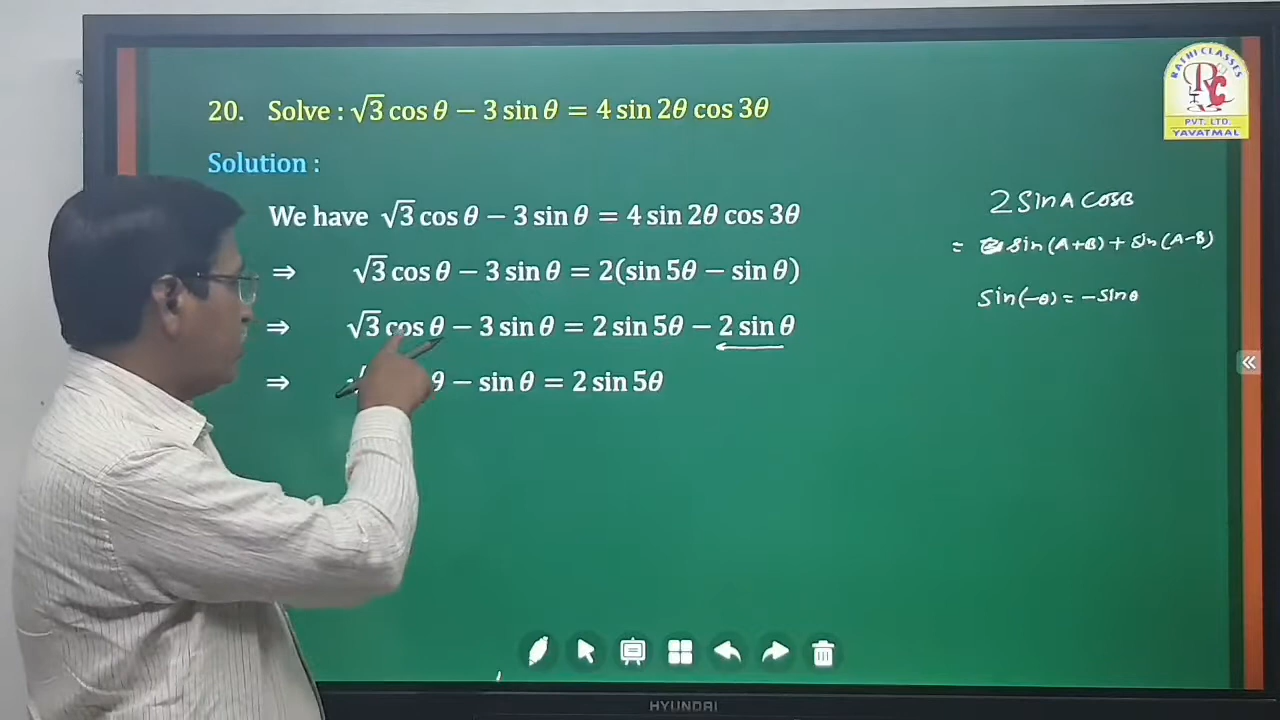 20. Solve : √3 cos θ − 3 sin θ = 4 sin 2θ cos 3θ
Solution :
We have √3 cos θ − 3 sin θ = 4 sin 2θ cos 3θ
⇒ √3 cos θ − 3 sin θ = 2(sin 5θ − sin θ)
⇒ √3 cos θ − 3 sin θ = 2 sin 5θ − 2 sin θ
⇒ θ − sin θ = 2 sin 5θ
2 Sin A Cos B
= Sin (A+B) + Sin (A-B)
Sin(-θ) = -Sin θ
RATHI CLASSES
RC
PVT. LTD.
YAVATMAL
«
HYUNDAI